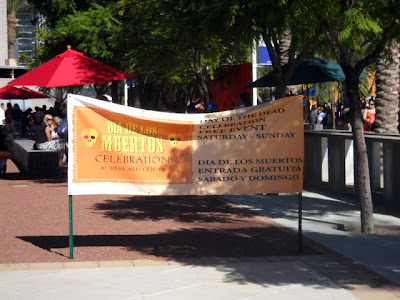 DIA DE LOS
MUERTOS
CELEBRATION
AT MESA ARTS CENTER
DAY OF THE DEAD
CELEBRATION
FREE EVENT
SATURDAY - SUNDAY
DIA DE LOS MUERTOS
ENTRADA GRATUITA
SABADO Y DOMINGO